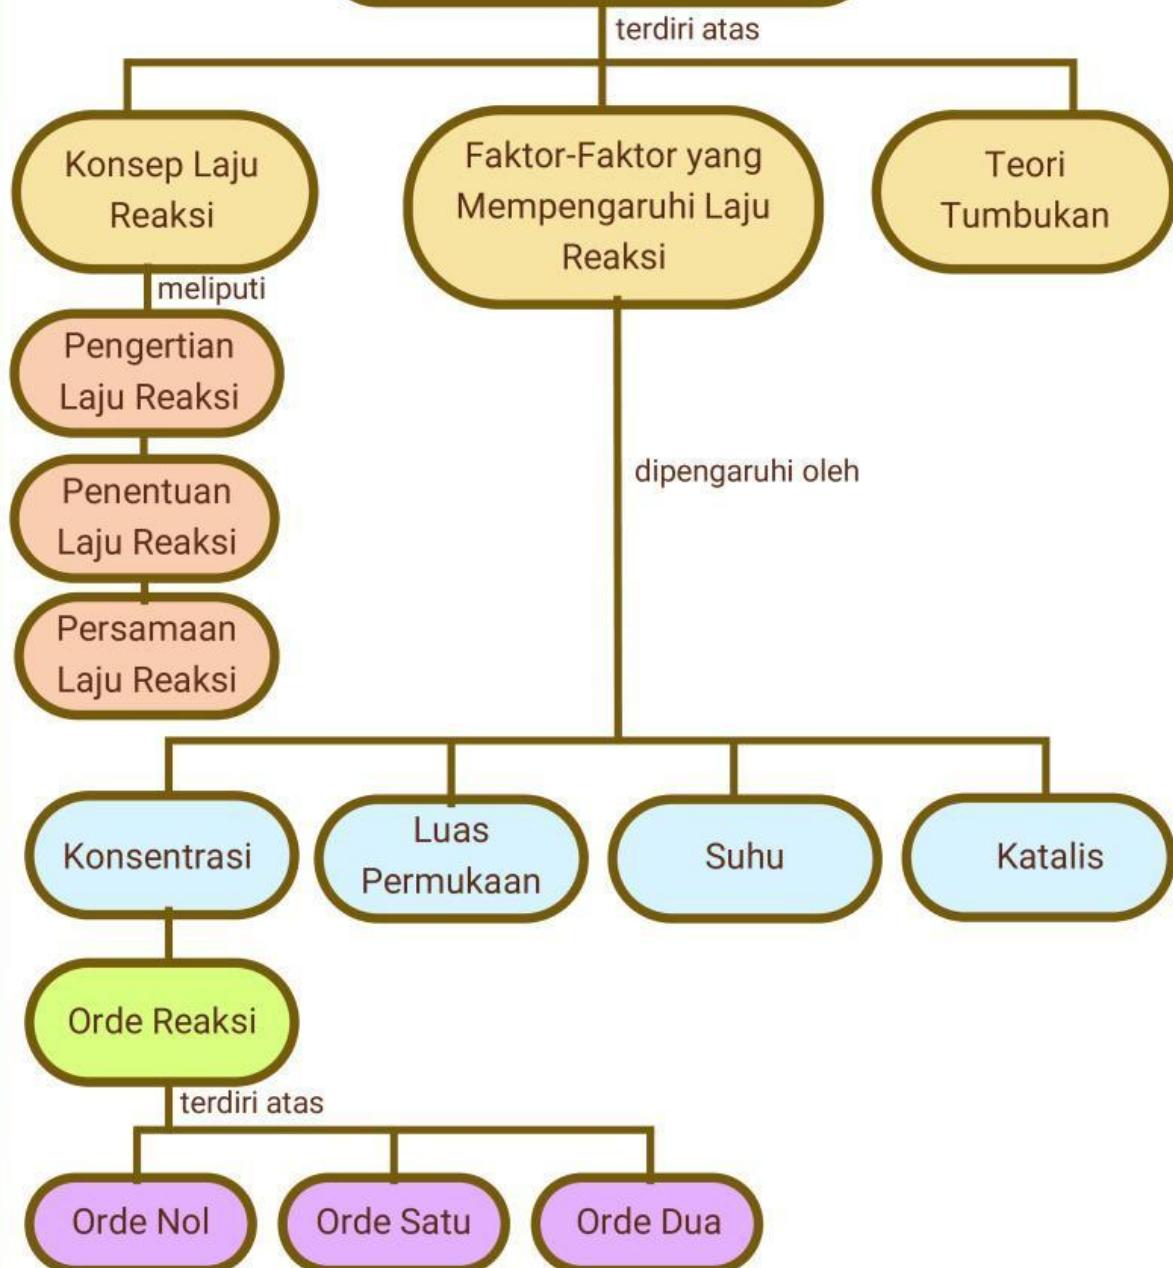 terdiri atas
Konsep Laju
Reaksi
Faktor-Faktor yang
Mempengaruhi Laju
Reaksi
Teori
Tumbukan
meliputi
Pengertian
Laju Reaksi
Penentuan
Laju Reaksi
Persamaan
Laju Reaksi
dipengaruhi oleh
Konsentrasi
Luas
Permukaan
Suhu
Katalis
Orde Reaksi
terdiri atas
Orde Nol
Orde Satu
Orde Dua